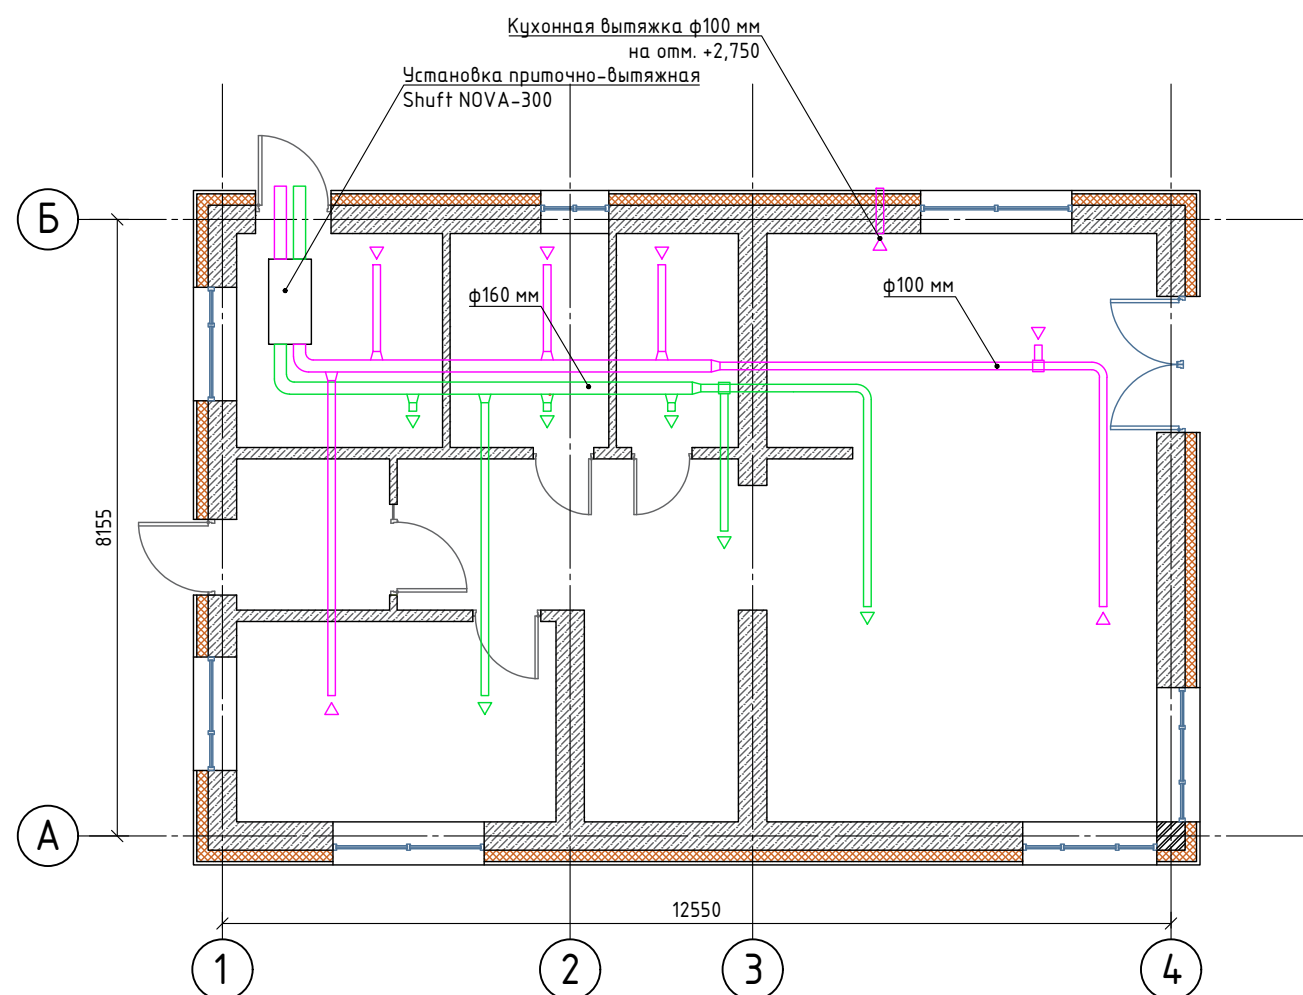 Кухонная вытяжка ф100 мм
на отм. +2,750
Установка приточно-вытяжная
Shuft NOVA-300
Б
ф160 мм
ф100 мм
8155
А
12550
1
2
3
4